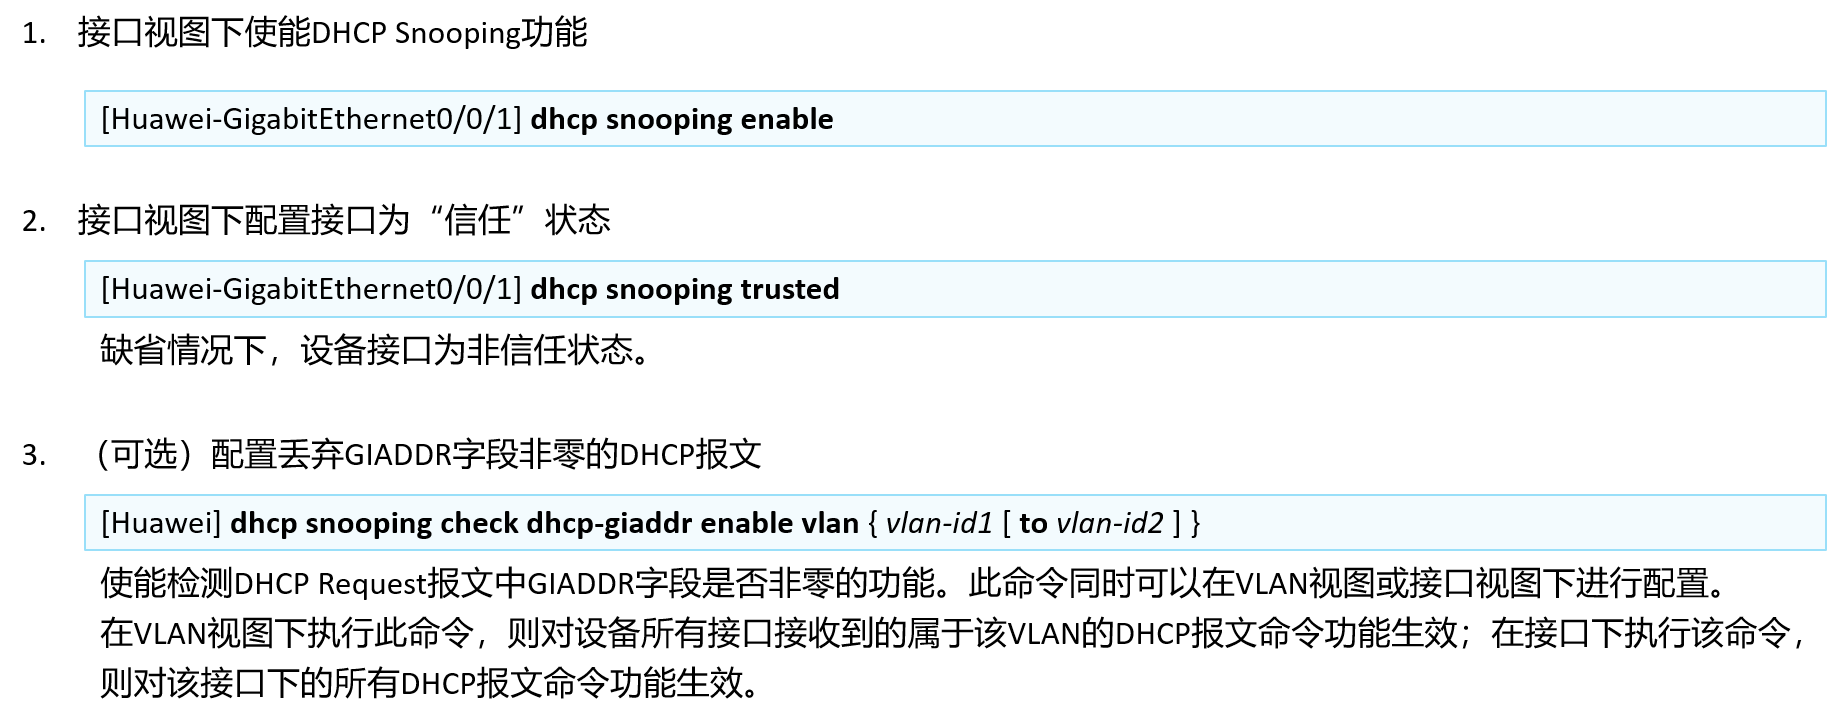 1. 接口视图下使能DHCP Snooping功能
[Huawei-GigabitEthernet0/0/1] dhcp snooping enable
2. 接口视图下配置接口为“信任”状态
[Huawei-GigabitEthernet0/0/1] dhcp snooping trusted
缺省情况下，设备接口为非信任状态。
3. （可选）配置丢弃GIADDR字段非零的DHCP报文
[Huawei] dhcp snooping check dhcp-giaddr enable vlan { vlan-id1 [ to vlan-id2 ] }
使能检测DHCP Request报文中GIADDR字段是否非零的功能。此命令同时可以在VLAN视图或接口视图下进行配置。
在VLAN视图下执行此命令，则对设备所有接口接收到的属于该VLAN的DHCP报文命令功能生效；在接口下执行该命令，
则对该接口下的所有DHCP报文命令功能生效。